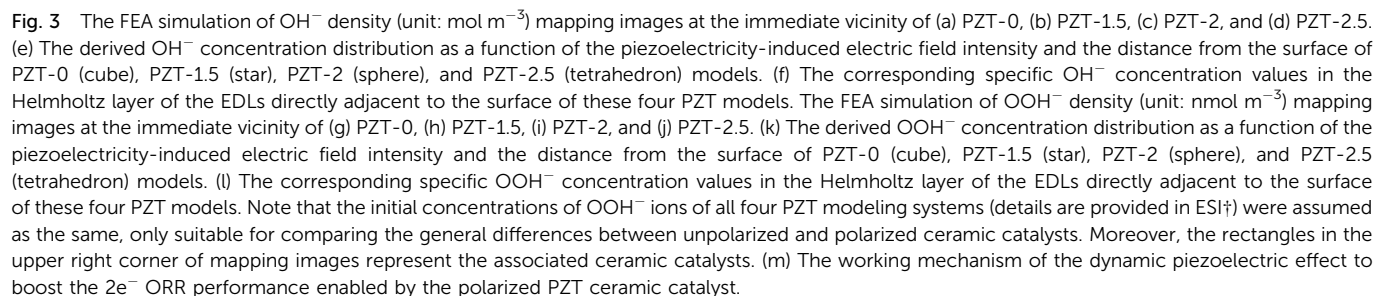 Fig. 3 The FEA simulation of OH⁻ density (unit: mol m⁻³) mapping images at the immediate vicinity of (a) PZT-0, (b) PZT-1.5, (c) PZT-2, and (d) PZT-2.5.
(e) The derived OH⁻ concentration distribution as a function of the piezoelectricity-induced electric field intensity and the distance from the surface of
PZT-0 (cube), PZT-1.5 (star), PZT-2 (sphere), and PZT-2.5 (tetrahedron) models. (f) The corresponding specific OH⁻ concentration values in the
Helmholtz layer of the EDLs directly adjacent to the surface of these four PZT models. The FEA simulation of OOH⁻ density (unit: nmol m⁻³) mapping
images at the immediate vicinity of (g) PZT-0, (h) PZT-1.5, (i) PZT-2, and (j) PZT-2.5. (k) The derived OOH⁻ concentration distribution as a function of the
piezoelectricity-induced electric field intensity and the distance from the surface of PZT-0 (cube), PZT-1.5 (star), PZT-2 (sphere), and PZT-2.5
(tetrahedron) models. (l) The corresponding specific OOH⁻ concentration values in the Helmholtz layer of the EDLs directly adjacent to the surface
of these four PZT models. Note that the initial concentrations of OOH⁻ ions of all four PZT modeling systems (details are provided in ESI†) were assumed
as the same, only suitable for comparing the general differences between unpolarized and polarized ceramic catalysts. Moreover, the rectangles in the
upper right corner of mapping images represent the associated ceramic catalysts. (m) The working mechanism of the dynamic piezoelectric effect to
boost the 2e⁻ ORR performance enabled by the polarized PZT ceramic catalyst.